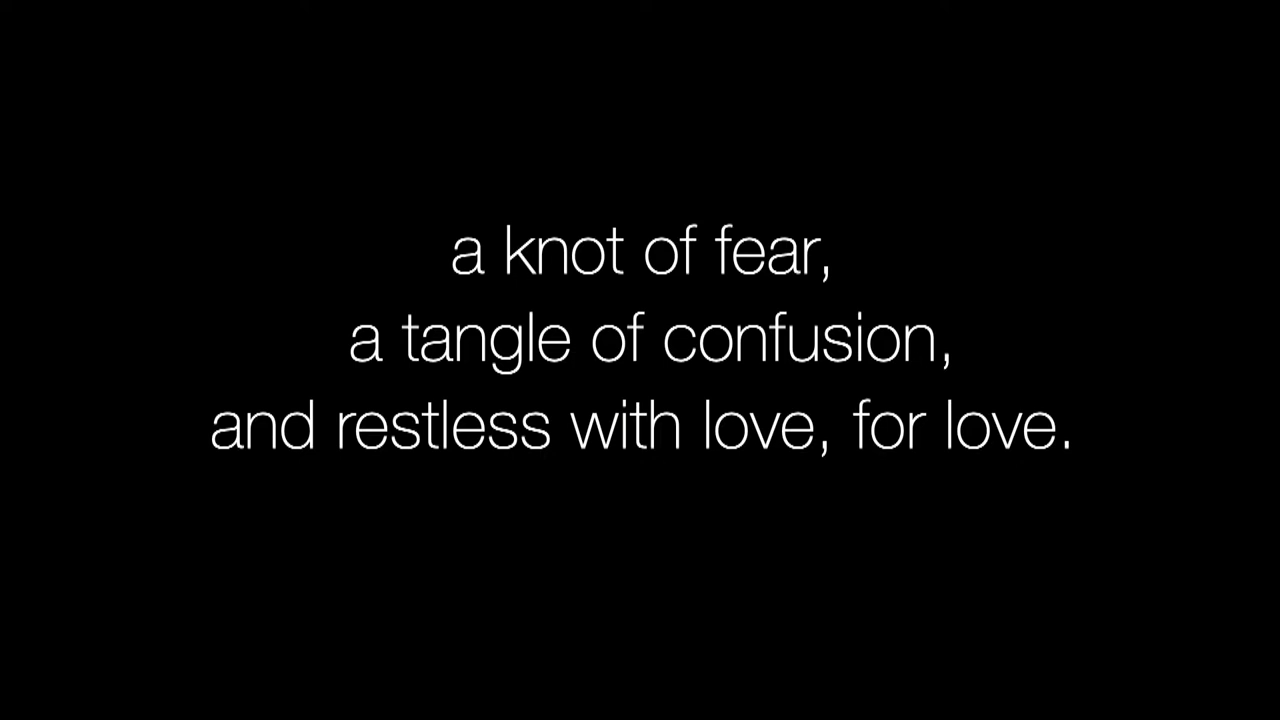 a knot of fear,
a tangle of confusion,
and restless with love, for love.